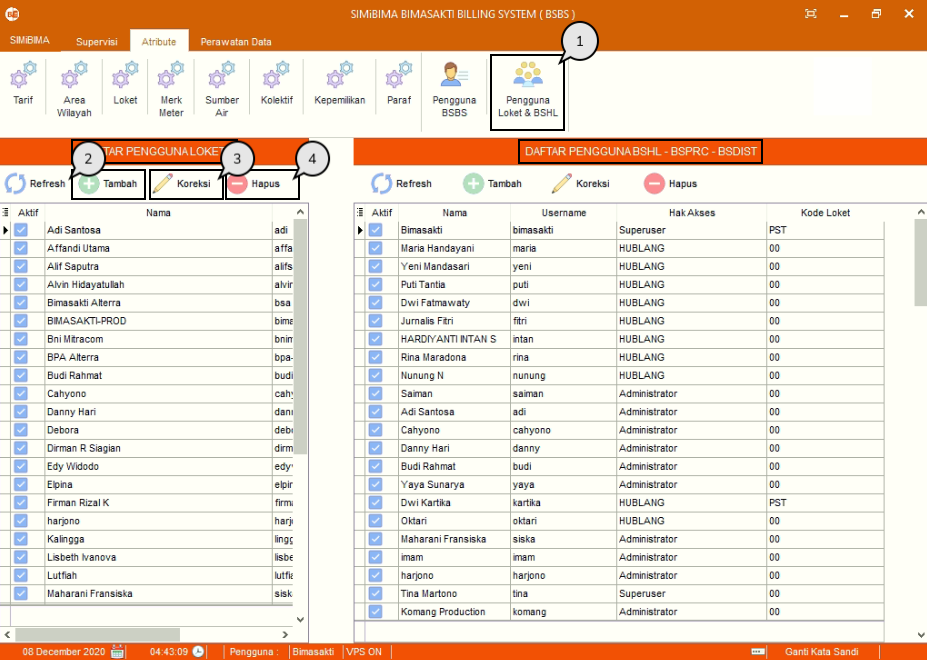 SIMiBIMA BIMASAKTI BILLING SYSTEM ( BSBS )
SIMiBIMA Supervisi Atribute Perawatan Data
1
Tarif
Area Wilayah
Loket
Merk Meter
Sumber Air
Kolektif
Kepemilikan
Paraf
Pengguna BSBS
Pengguna Loket & BSHL
2 3 4
TAR PENGGUNA LOKET
Refresh Tambah Koreksi Hapus
Aktif Nama
Adi Santosa adi
Affandi Utama affa
Alif Saputra alifs
Alvin Hidayatullah alvir
Bimasakti Alterra bsa
BIMASAKTI-PROD bima
Bni Mitracom bnim
BPA Alterra bpa-
Budi Rahmat budi
Cahyono cahy
Danny Hari dann
Debora debo
Dirman R Siagian dirm
Edy Widodo edyw
Elpina elpin
Firman Rizal K firma
harjono harjo
Kalingga lingg
Lisbeth Ivanova lisbe
Lutfiah lutfia
Maharani Fransiska sisk
DAFTAR PENGGUNA BSHL - BSPRC - BSDIST
Refresh Tambah Koreksi Hapus
Aktif Nama Username Hak Akses Kode Loket
Bimasakti bimasakti Superuser PST
Maria Handayani maria HUBLANG 00
Yeni Mandasari yeni HUBLANG 00
Puti Tantia puti HUBLANG 00
Dwi Fatmawaty dwi HUBLANG 00
Jurnalis Fitri fitri HUBLANG 00
HARDIYANTI INTAN S intan HUBLANG 00
Rina Maradona rina HUBLANG 00
Nunung N nunung HUBLANG 00
Saiman saiman Administrator 00
Adi Santosa adi Administrator 00
Cahyono cahyono Administrator 00
Danny Hari danny Administrator 00
Budi Rahmat budi Administrator 00
Yaya Sunarya yaya Administrator 00
Dwi Kartika kartika HUBLANG PST
Oktari oktari HUBLANG 00
Maharani Fransiska siska Administrator 00
imam imam Administrator 00
harjono harjono Administrator 00
Tina Martono tina Superuser 00
Komang Production komang Administrator 00
08 December 2020 04:43:09 Pengguna : Bimasakti VPS ON Ganti Kata Sandi